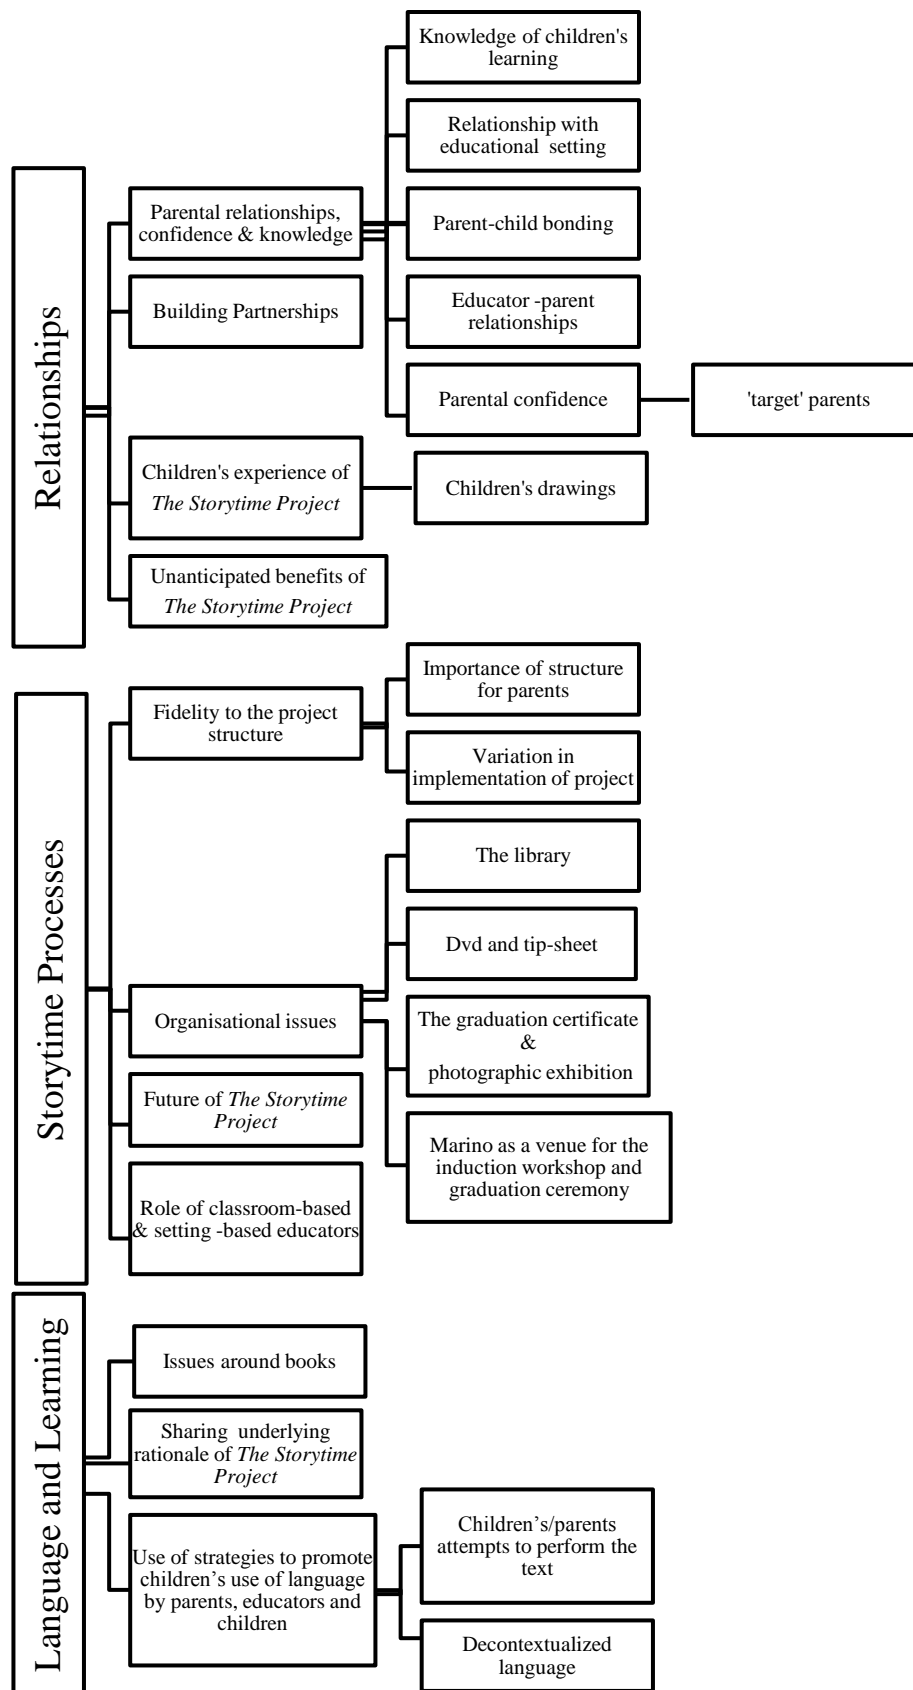 Relationships
Parental relationships,
confidence & knowledge
Knowledge of children's
learning
Relationship with
educational setting
Parent-child bonding
Educator -parent
relationships
Parental confidence
'target' parents
Building Partnerships
Children's experience of
The Storytime Project
Children's drawings
Unanticipated benefits of
The Storytime Project
Storytime Processes
Fidelity to the project
structure
Importance of structure
for parents
Variation in
implementation of project
Organisational issues
The library
Dvd and tip-sheet
The graduation certificate
&
photographic exhibition
Marino as a venue for the
induction workshop and
graduation ceremony
Future of The Storytime
Project
Role of classroom-based
& setting -based educators
Language and Learning
Issues around books
Sharing underlying
rationale of The Storytime
Project
Use of strategies to promote
children’s use of language
by parents, educators and
children
Children’s/parents
attempts to perform the
text
Decontextualized
language